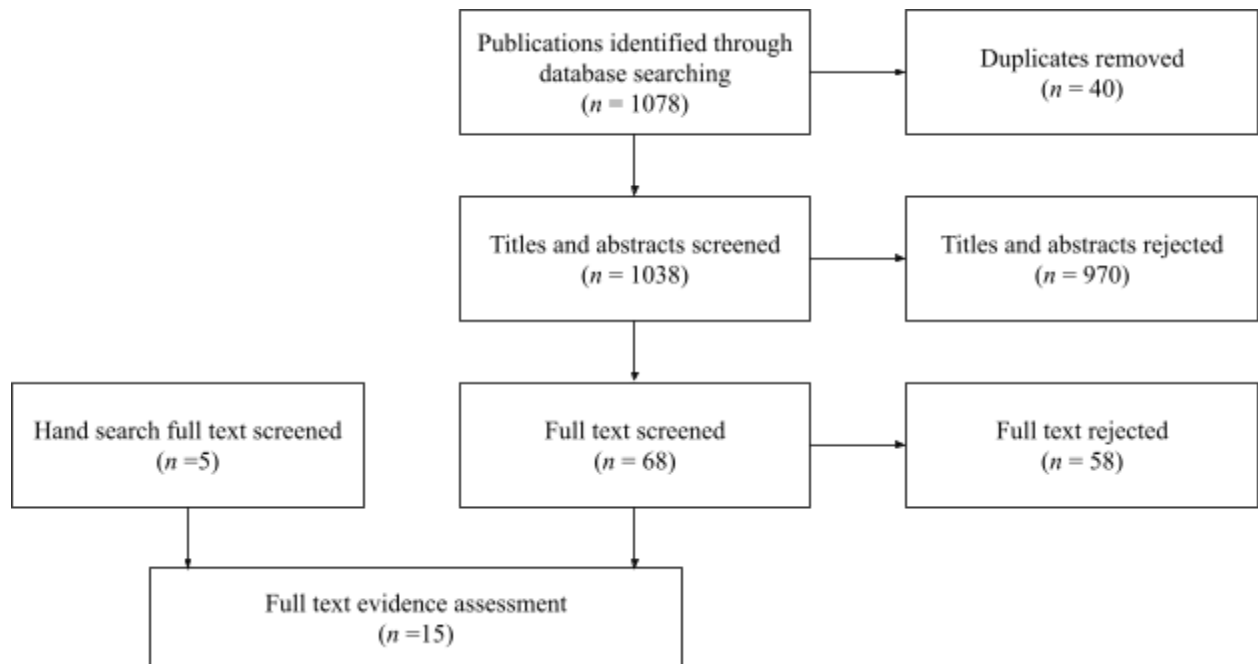 Publications identified through
database searching
(n = 1078)
Duplicates removed
(n = 40)
Titles and abstracts screened
(n = 1038)
Titles and abstracts rejected
(n = 970)
Hand search full text screened
(n =5)
Full text screened
(n = 68)
Full text rejected
(n = 58)
Full text evidence assessment
(n =15)